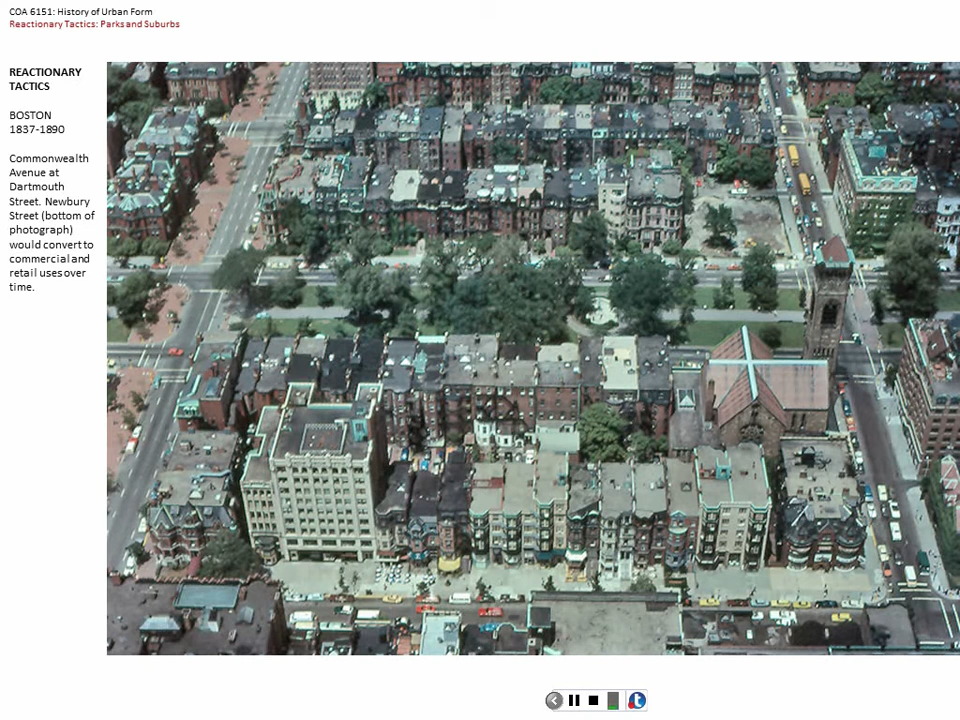 COA 6151: History of Urban Form
Reactionary Tactics: Parks and Suburbs
REACTIONARY
TACTICS
BOSTON
1837-1890
Commonwealth
Avenue at
Dartmouth
Street. Newbury
Street (bottom of
photograph)
would convert to
commercial and
retail uses over
time.